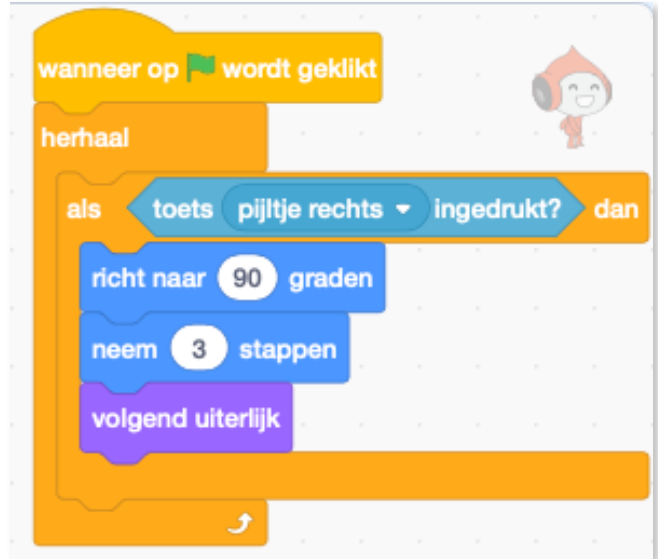 wanneer op wordt geklikt
herhaal
als toets pijltje rechts ingedrukt? dan
richt naar 90 graden
neem 3 stappen
volgend uiterlijk